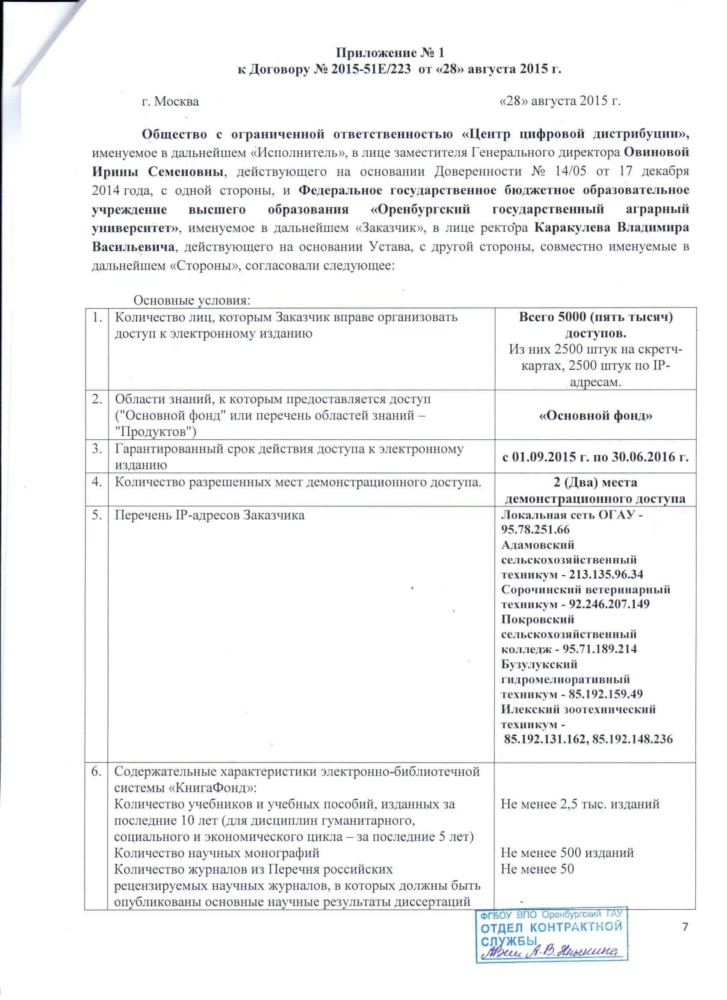 Приложение № 1
к Договору № 2015-51Е/223 от «28» августа 2015 г.
г. Москва «28» августа 2015 г.
Общество с ограниченной ответственностью «Центр цифровой дистрибуции»,
именуемое в дальнейшем «Исполнитель», в лице заместителя Генерального директора Овиновой
Ирины Семеновны, действующего на основании Доверенности № 14/05 от 17 декабря
2014 года, с одной стороны, и Федеральное государственное бюджетное образовательное
учреждение высшего образования «Оренбургский государственный аграрный
университет», именуемое в дальнейшем «Заказчик», в лице ректора Каракулева Владимира
Васильевича, действующего на основании Устава, с другой стороны, совместно именуемые в
дальнейшем «Стороны», согласовали следующее:
Основные условия:
1. Количество лиц, которым Заказчик вправе организовать
доступ к электронному изданию
Всего 5000 (пять тысяч)
доступов.
Из них 2500 штук на скретч-
картах, 2500 штук по IP-
адресам.
2. Области знаний, к которым предоставляется доступ
("Основной фонд" или перечень областей знаний –
"Продуктов")
«Основной фонд»
3. Гарантированный срок действия доступа к электронному
изданию
с 01.09.2015 г. по 30.06.2016 г.
4. Количество разрешенных мест демонстрационного доступа.
2 (Два) места
демонстрационного доступа
5. Перечень IP-адресов Заказчика
Локальная сеть ОГАУ -
95.78.251.66
Адамовский
сельскохозяйственный
техникум - 213.135.96.34
Сорочинский ветеринарный
техникум - 92.246.207.149
Покровский
сельскохозяйственный
колледж - 95.71.189.214
Бузулукский
гидромелиоративный
техникум - 85.192.159.49
Илекский зоотехнический
техникум -
85.192.131.162, 85.192.148.236
6. Содержательные характеристики электронно-библиотечной
системы «КнигаФонд»:
Количество учебников и учебных пособий, изданных за
последние 10 лет (для дисциплин гуманитарного,
социального и экономического цикла – за последние 5 лет)
Количество научных монографий
Количество журналов из Перечня российских
рецензируемых научных журналов, в которых должны быть
опубликованы основные научные результаты диссертаций
Не менее 2,5 тыс. изданий
Не менее 500 изданий
Не менее 50
ФГБОУ ВПО Оренбургский ГАУ
ОТДЕЛ КОНТРАКТНОЙ
СЛУЖБЫ
А.В.
7